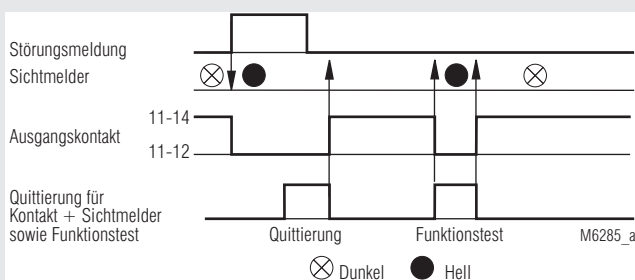 Störungsmeldung
Sichtmelder
11-14
Ausgangskontakt
11-12
Quittierung für
Kontakt + Sichtmelder
sowie Funktionstest
Quittierung
Funktionstest
M6285_a
Dunkel
Hell